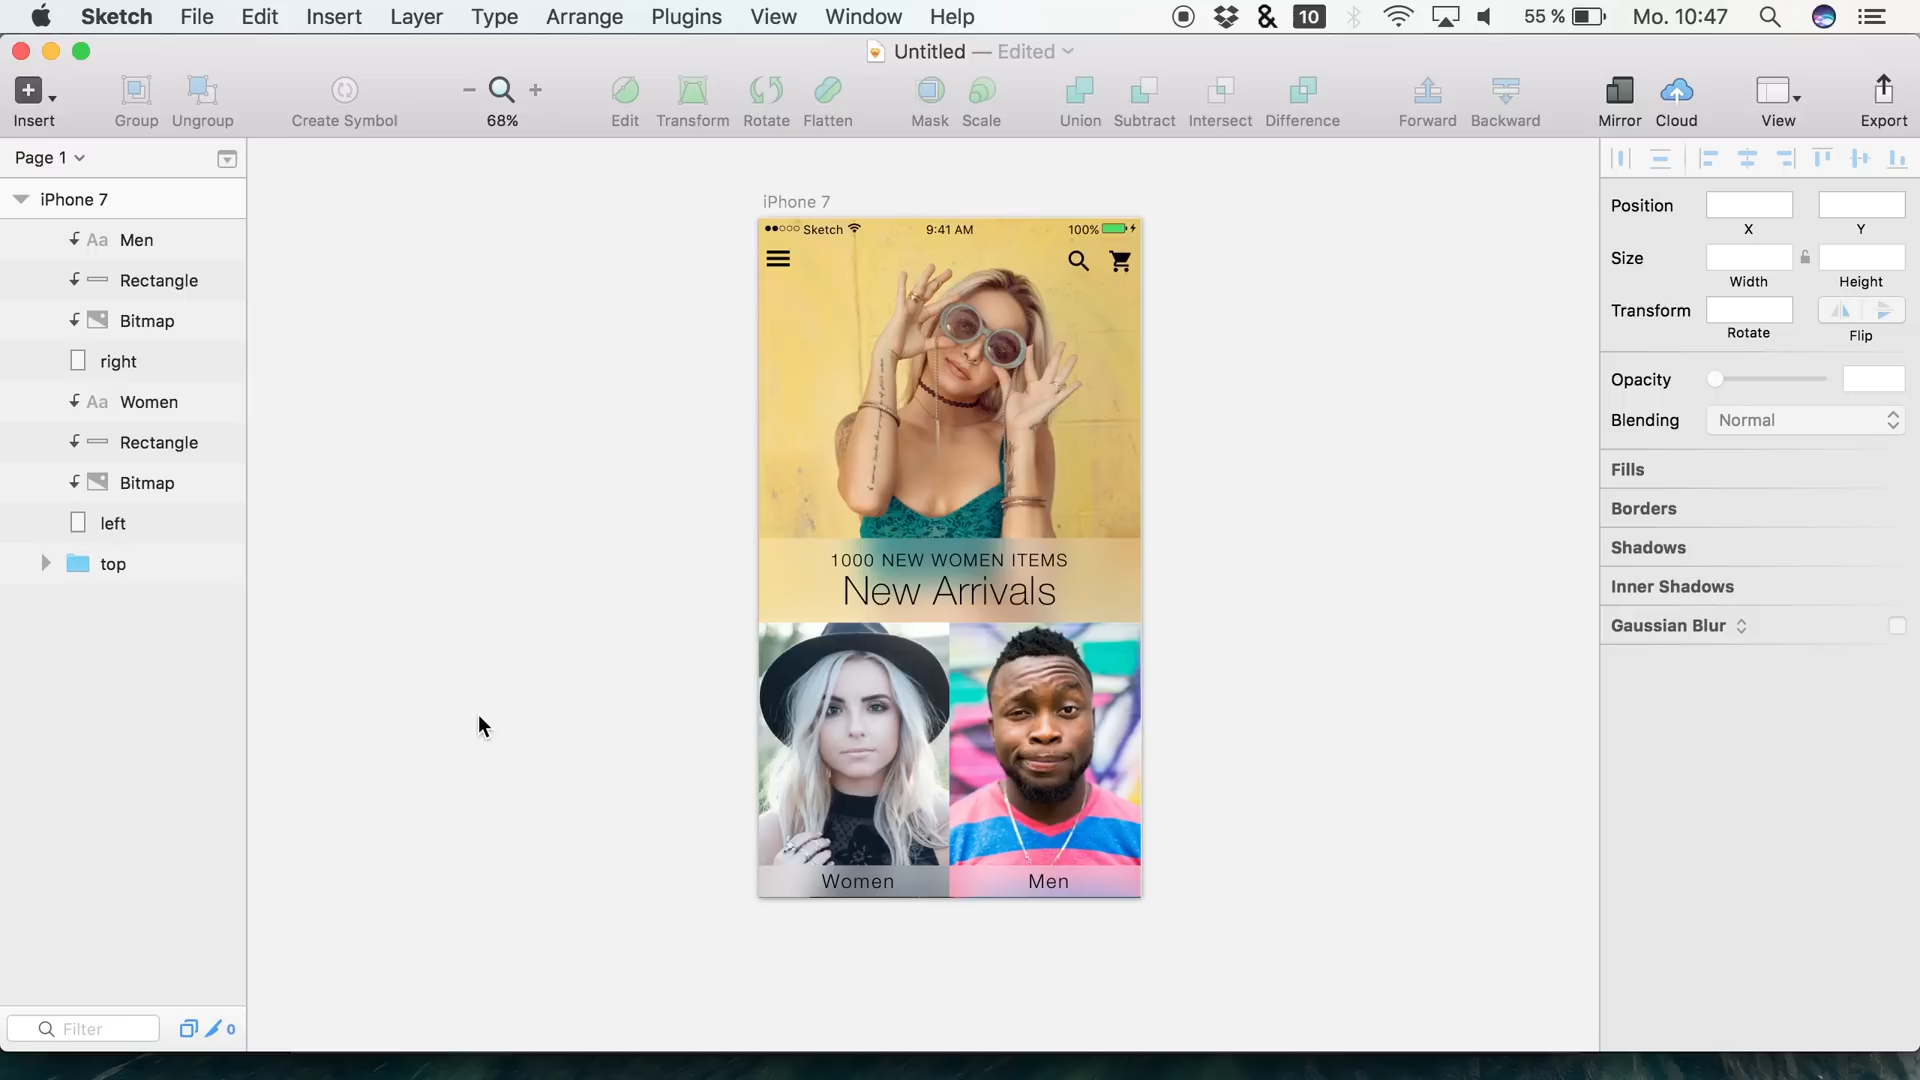 Sketch File Edit Insert Layer Type Arrange Plugins View Window Help 10 55 % Mo. 10:47
Untitled — Edited
Insert Group Ungroup Create Symbol 68% Edit Transform Rotate Flatten Mask Scale Union Subtract Intersect Difference Forward Backward Mirror Cloud View Export
Page 1
iPhone 7
Aa Men
Rectangle
Bitmap
right
Aa Women
Rectangle
Bitmap
left
top
Filter
0
iPhone 7
Sketch 9:41 AM 100%
1000 NEW WOMEN ITEMS
New Arrivals
Women Men
Position
X Y
Size
Width Height
Transform
Rotate Flip
Opacity
Blending Normal
Fills
Borders
Shadows
Inner Shadows
Gaussian Blur